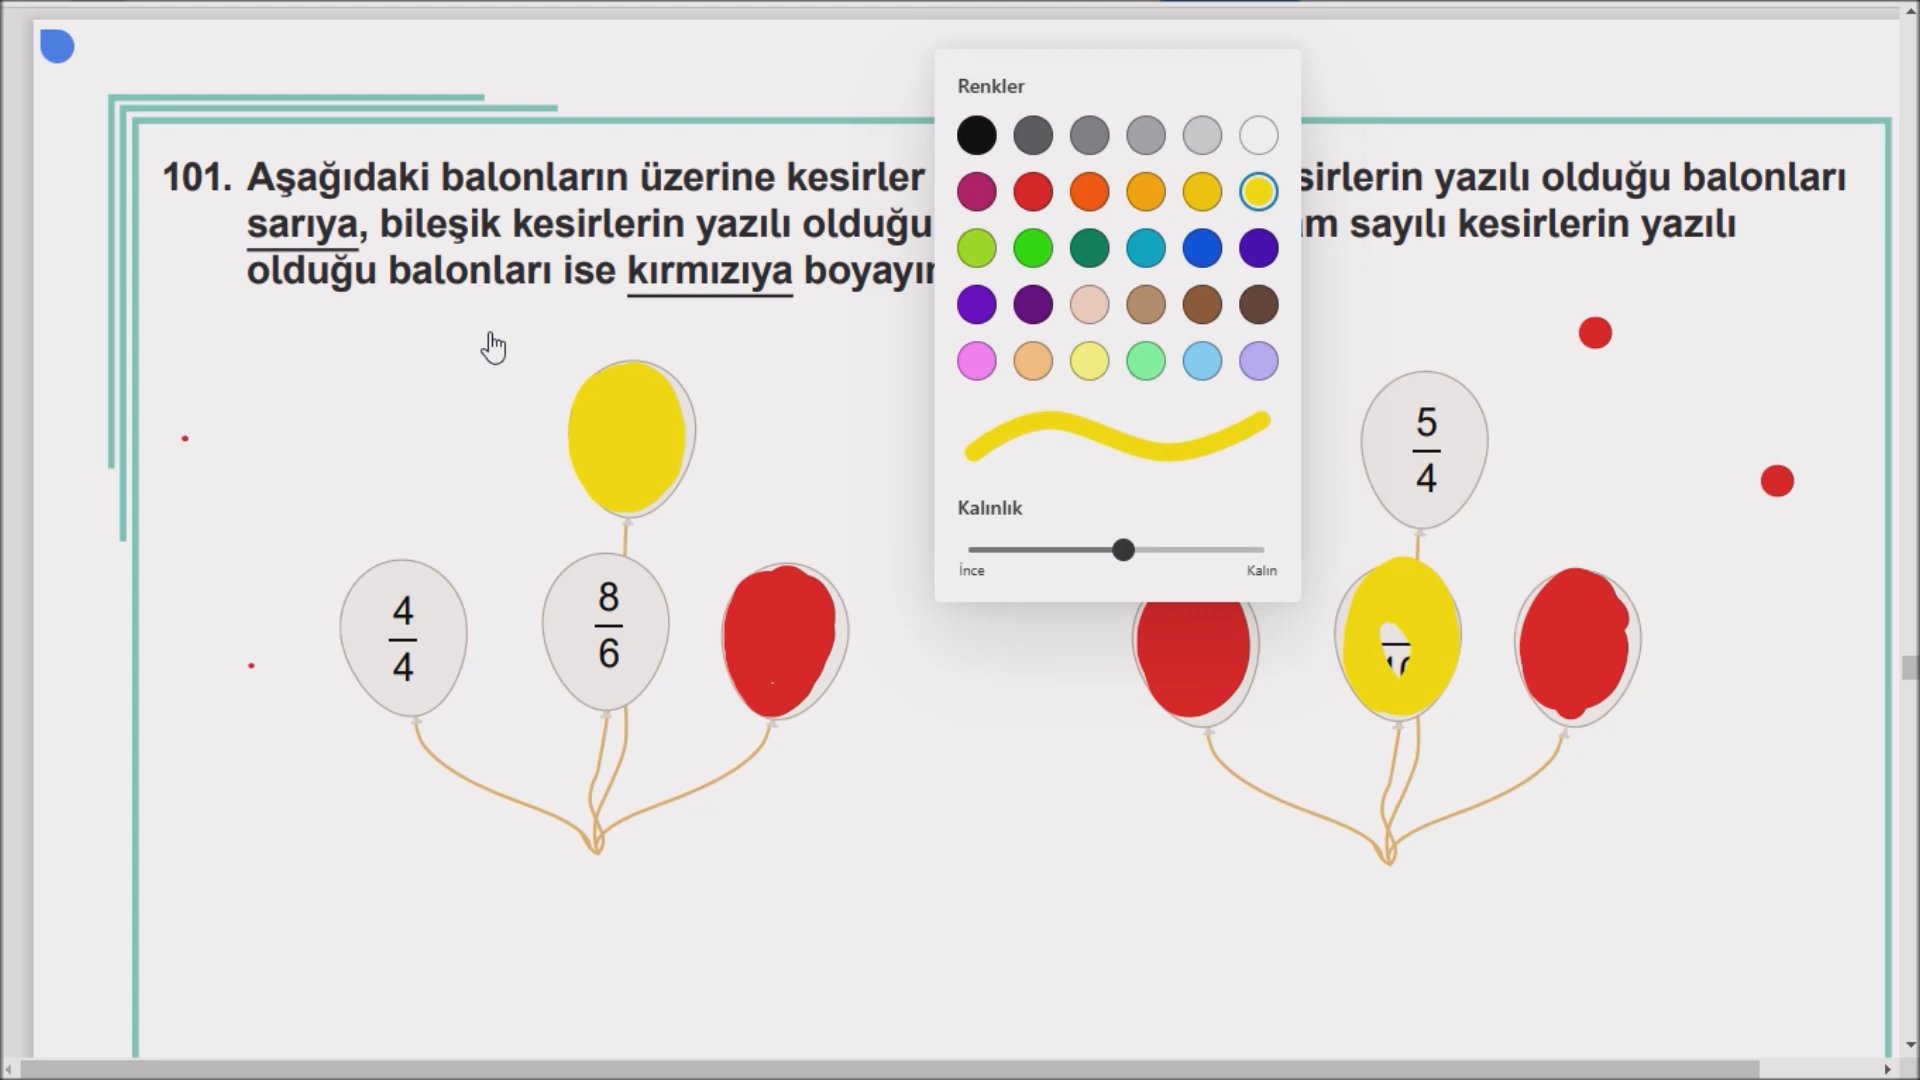 Renkler
101. Aşağıdaki balonların üzerine kesirler sirlerin yazılı olduğu balonları
sarıya, bileşik kesirlerin yazılı olduğu m sayılı kesirlerin yazılı
olduğu balonları ise kırmızıya boyayın
5
4
Kalınlık
İnce Kalın
4
4
8
6